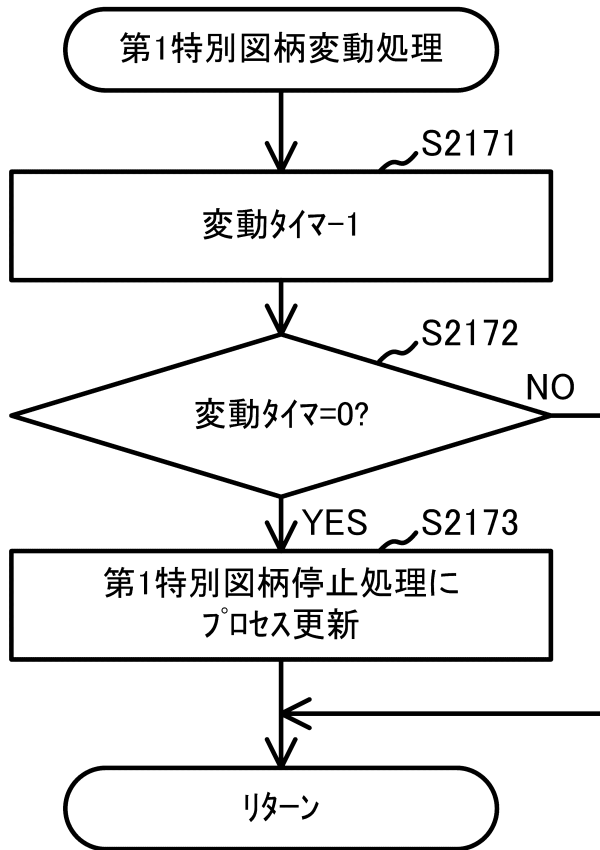 第1特別図柄変動処理
S2171
変動ﾀｲﾏ-1
S2172
変動ﾀｲﾏ=0?
NO
YES
S2173
第1特別図柄停止処理に
ﾌﾟﾛｾｽ更新
ﾘﾀｰﾝ